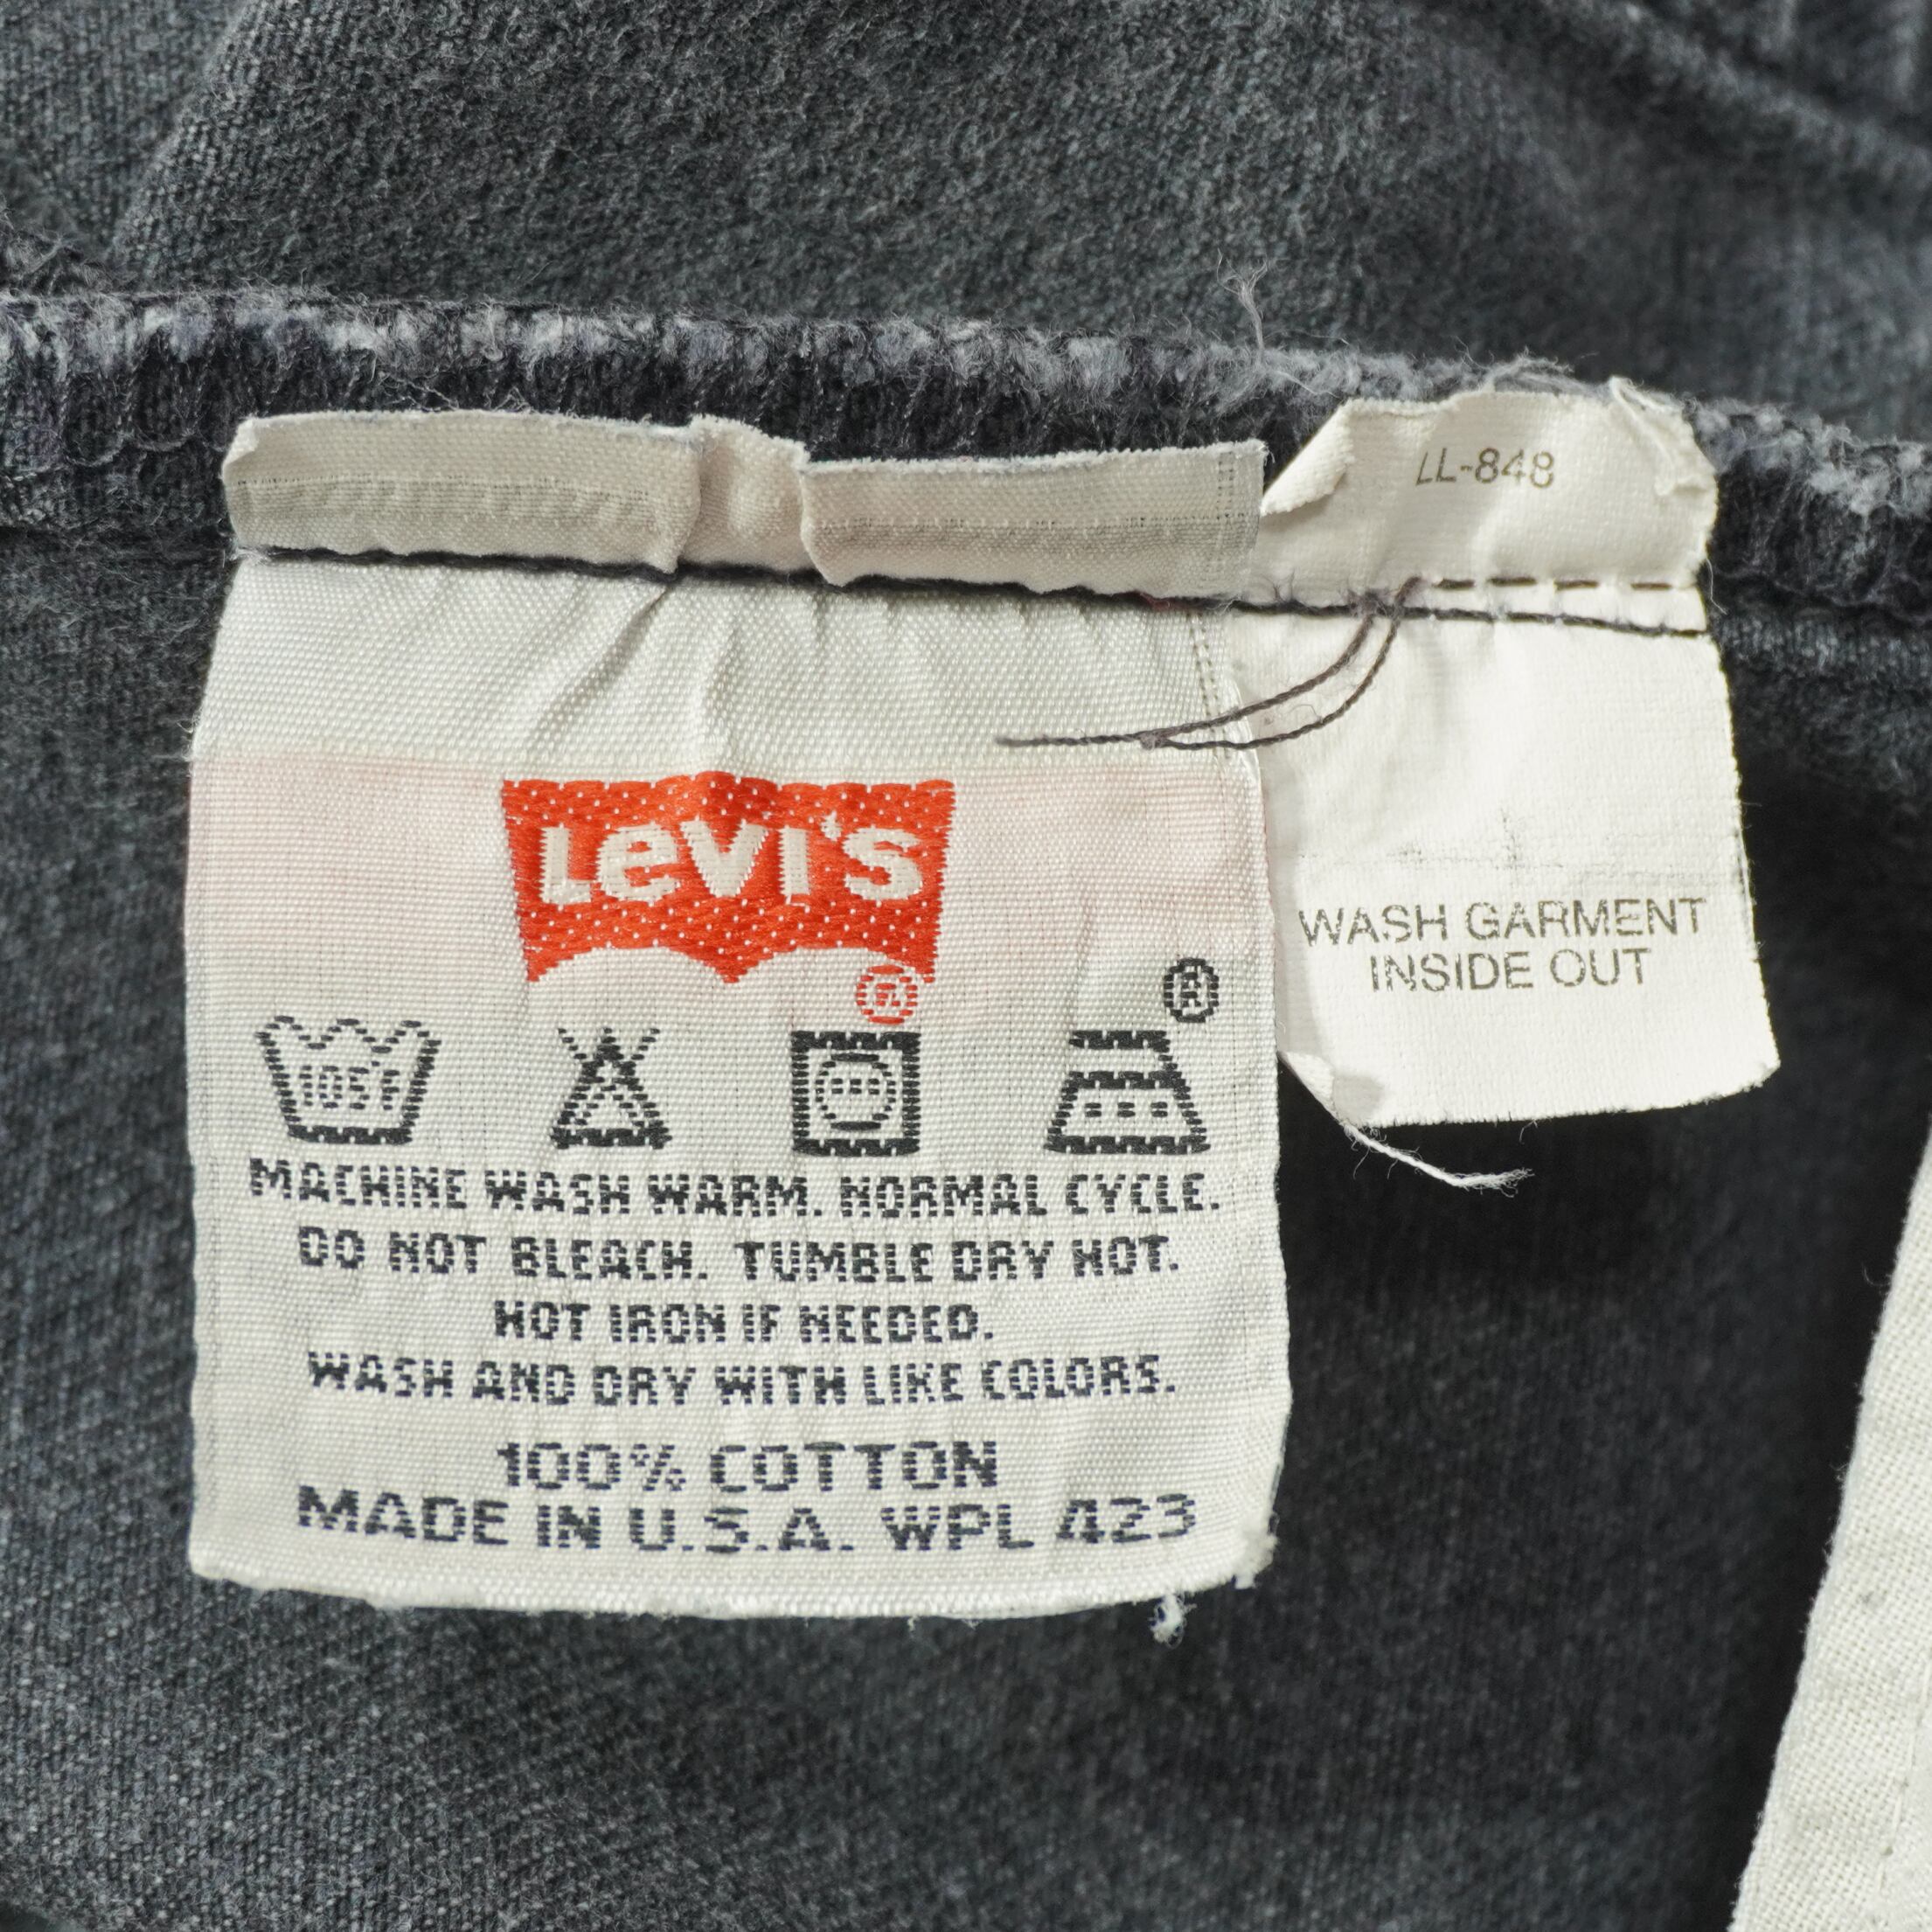 LL-848
LEVI'S
®
®
105°F
MACHINE WASH WARM. NORMAL CYCLE.
DO NOT BLEACH. TUMBLE DRY HOT.
HOT IRON IF NEEDED.
WASH AND DRY WITH LIKE COLORS.
100% COTTON
MADE IN U.S.A. WPL 423
WASH GARMENT
INSIDE OUT